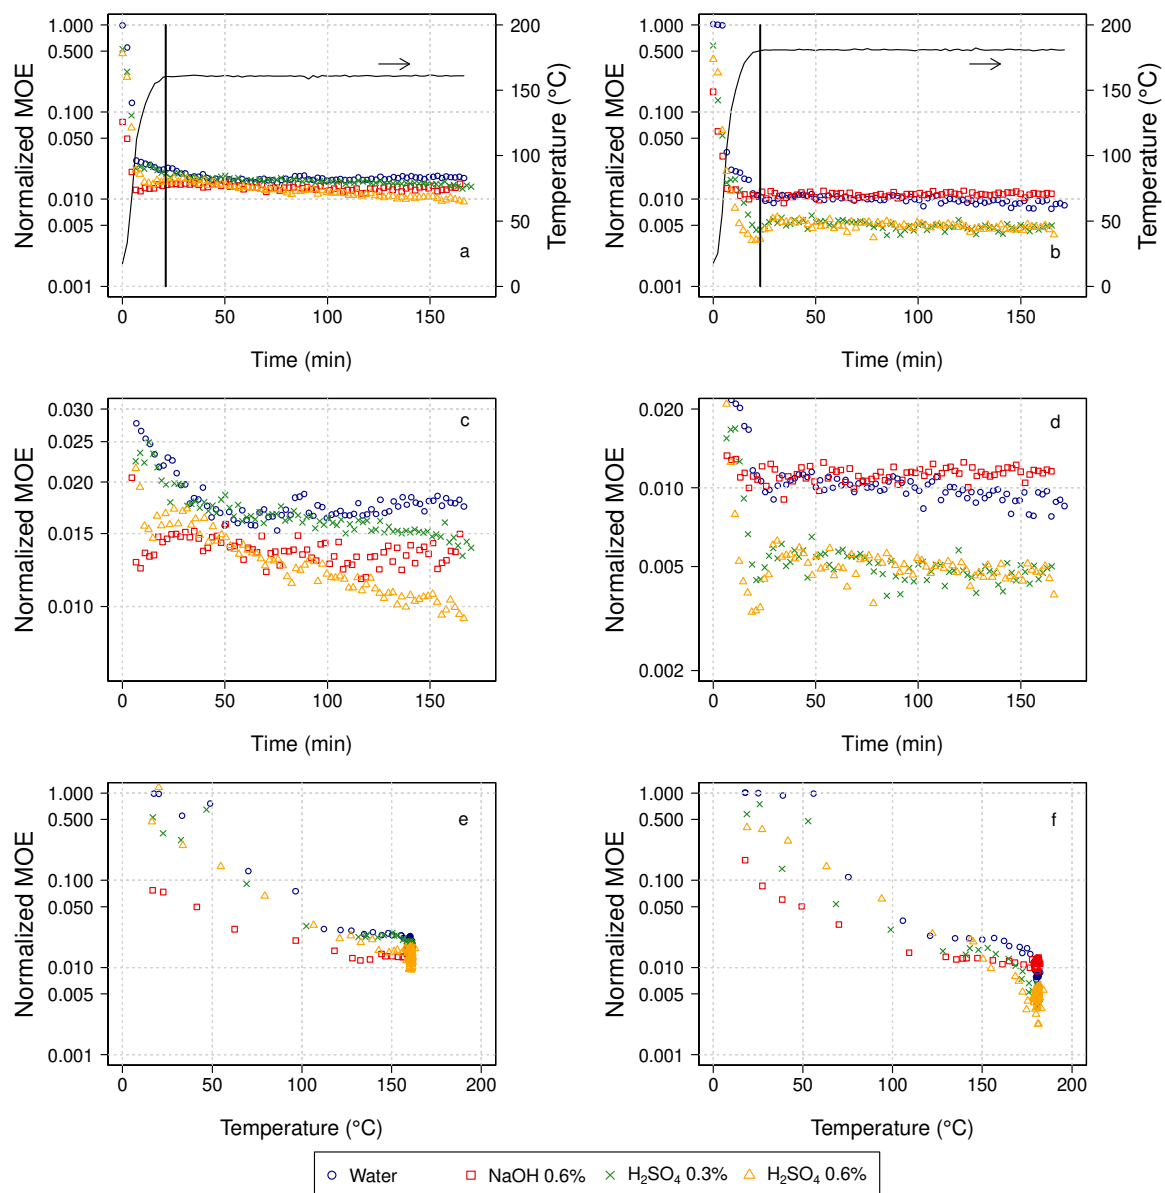 1.000
0.500
0.100
0.050
0.010
0.005
0.001
Normalized MOE
200
150
100
50
0
Temperature (°C)
a
0 50 100 150
Time (min)
1.000
0.500
0.100
0.050
0.010
0.005
0.001
Normalized MOE
200
150
100
50
0
Temperature (°C)
b
0 50 100 150
Time (min)
0.030
0.025
0.020
0.015
0.010
Normalized MOE
c
0 50 100 150
Time (min)
0.020
0.010
0.005
0.002
Normalized MOE
d
0 50 100 150
Time (min)
1.000
0.500
0.100
0.050
0.010
0.005
0.001
Normalized MOE
e
0 50 100 150 200
Temperature (°C)
1.000
0.500
0.100
0.050
0.010
0.005
0.001
Normalized MOE
f
0 50 100 150 200
Temperature (°C)
Water NaOH 0.6% H₂SO₄ 0.3% H₂SO₄ 0.6%